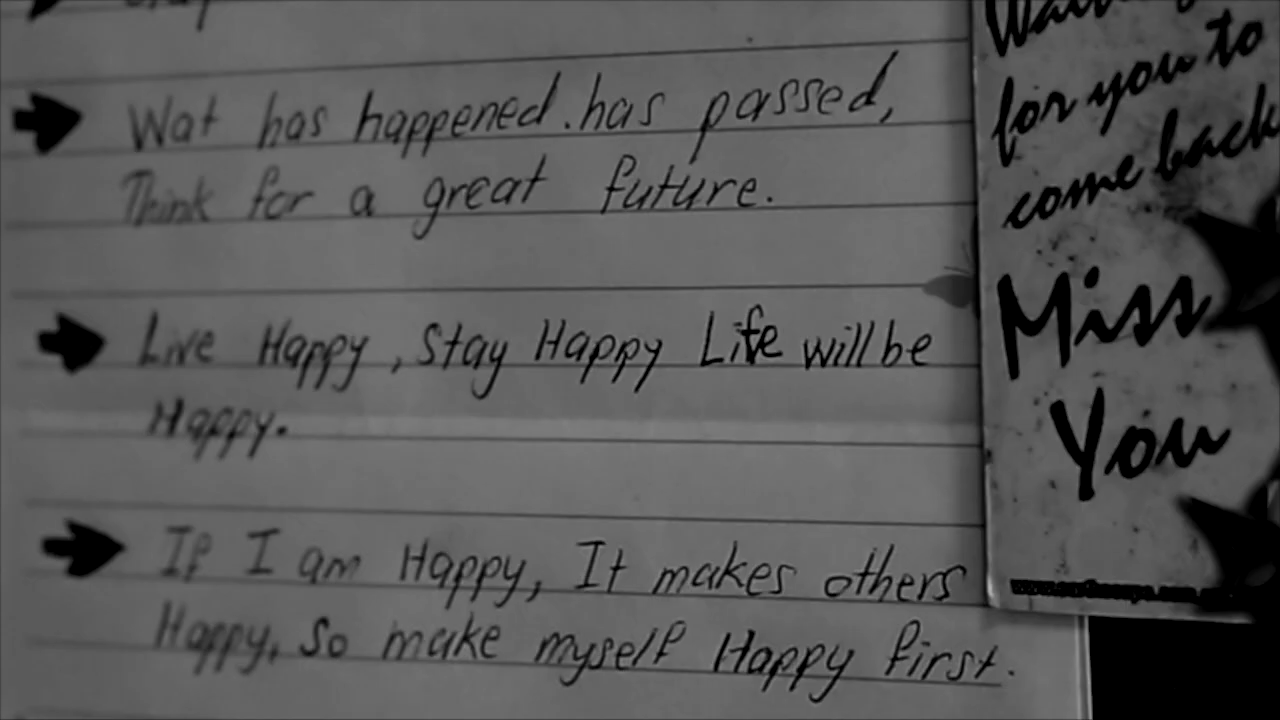 Wat has happened.has passed,
Think for a great future.
Live Happy, Stay Happy Life will be
Happy.
If I am Happy, It makes others
Happy, So make myself Happy first.
for you to
come back
Miss
You